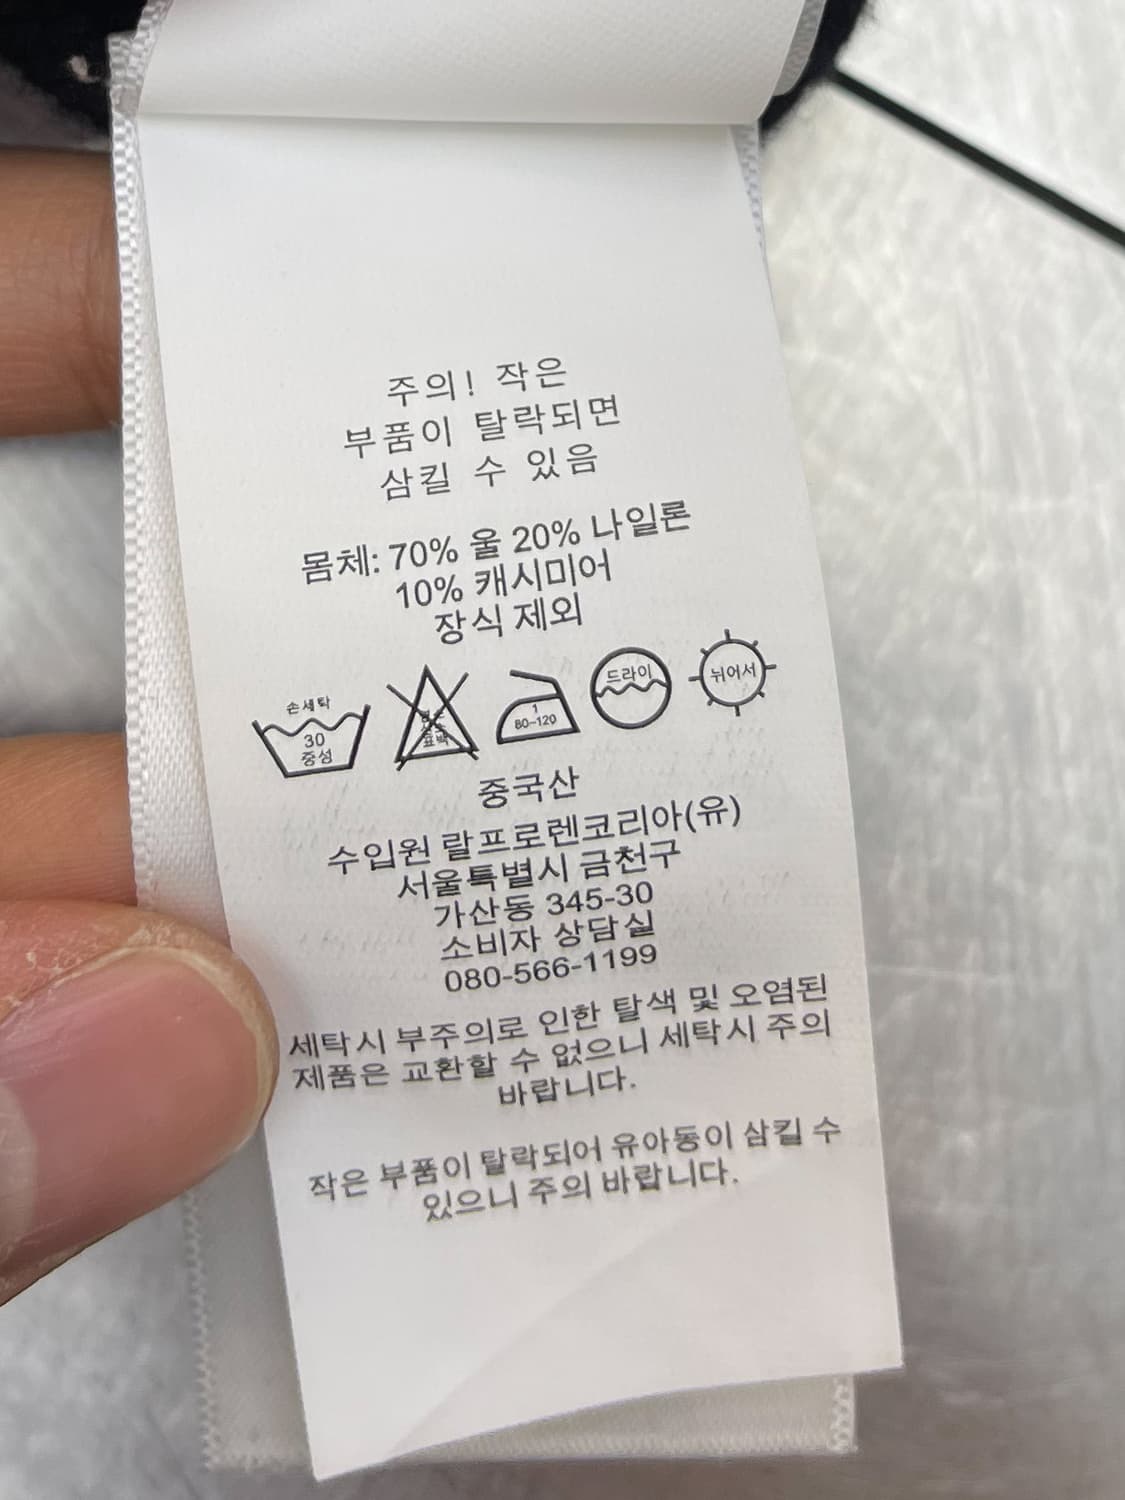 주의! 작은
부품이 탈락되면
삼킬 수 있음
몸체: 70% 울 20% 나일론
10% 캐시미어
장식 제외
손세탁
30
중성
표백
1
80-120
드라이
뉘어서
중국산
수입원 랄프로렌코리아(유)
서울특별시 금천구
가산동 345-30
소비자 상담실
080-566-1199
세탁시 부주의로 인한 탈색 및 오염된
제품은 교환할 수 없으니 세탁시 주의
바랍니다.
작은 부품이 탈락되어 유아동이 삼킬 수
있으니 주의 바랍니다.